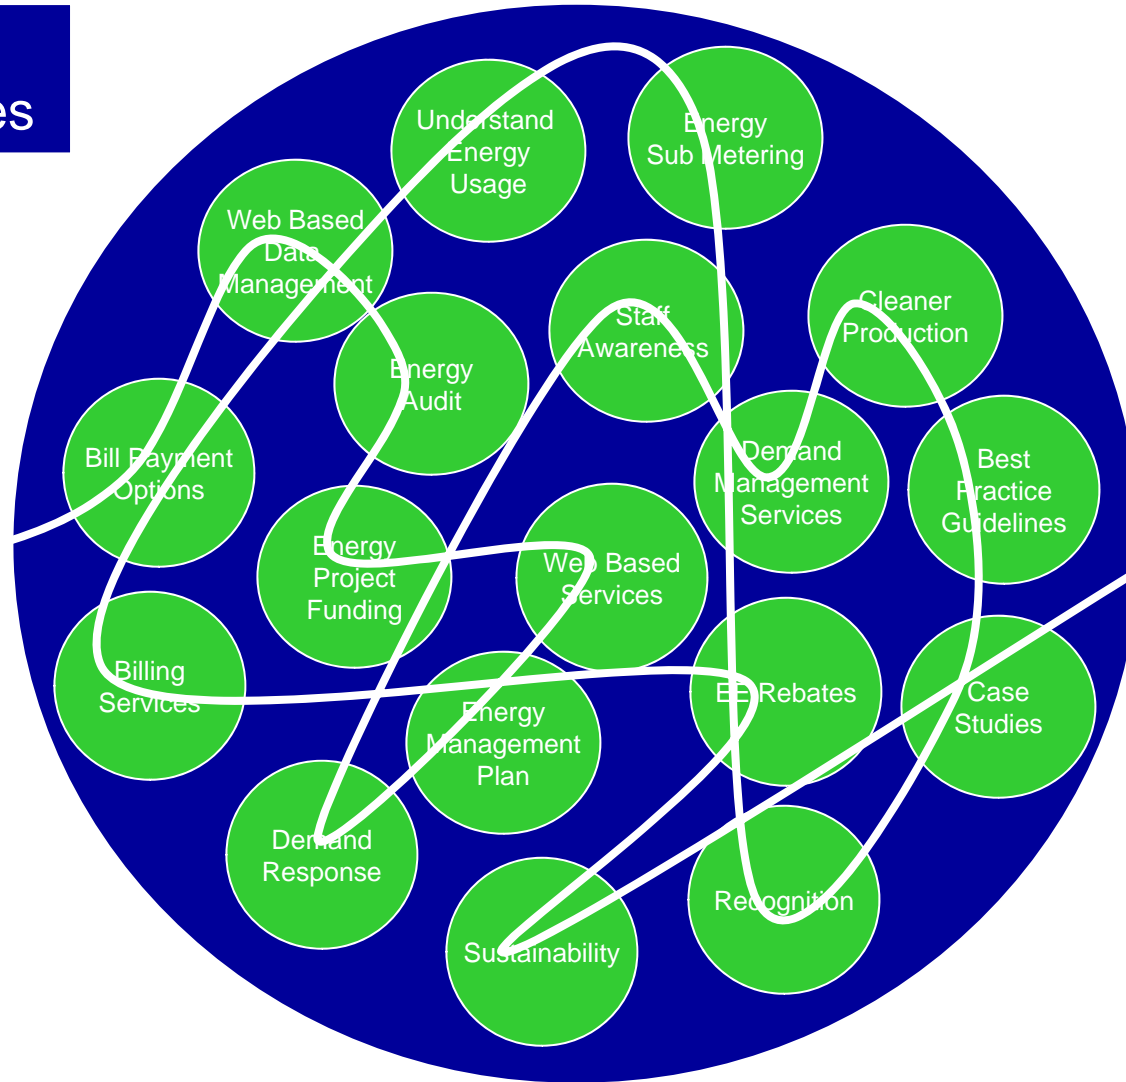 es
Understand
Energy
Usage
Energy
Sub Metering
Web Based
Data
Management
Staff
Awareness
Cleaner
Production
Energy
Audit
Bill Payment
Options
Demand
Management
Services
Best
Practice
Guidelines
Energy
Project
Funding
Web Based
Services
Billing
Services
EE Rebates
Case
Studies
Energy
Management
Plan
Demand
Response
Recognition
Sustainability